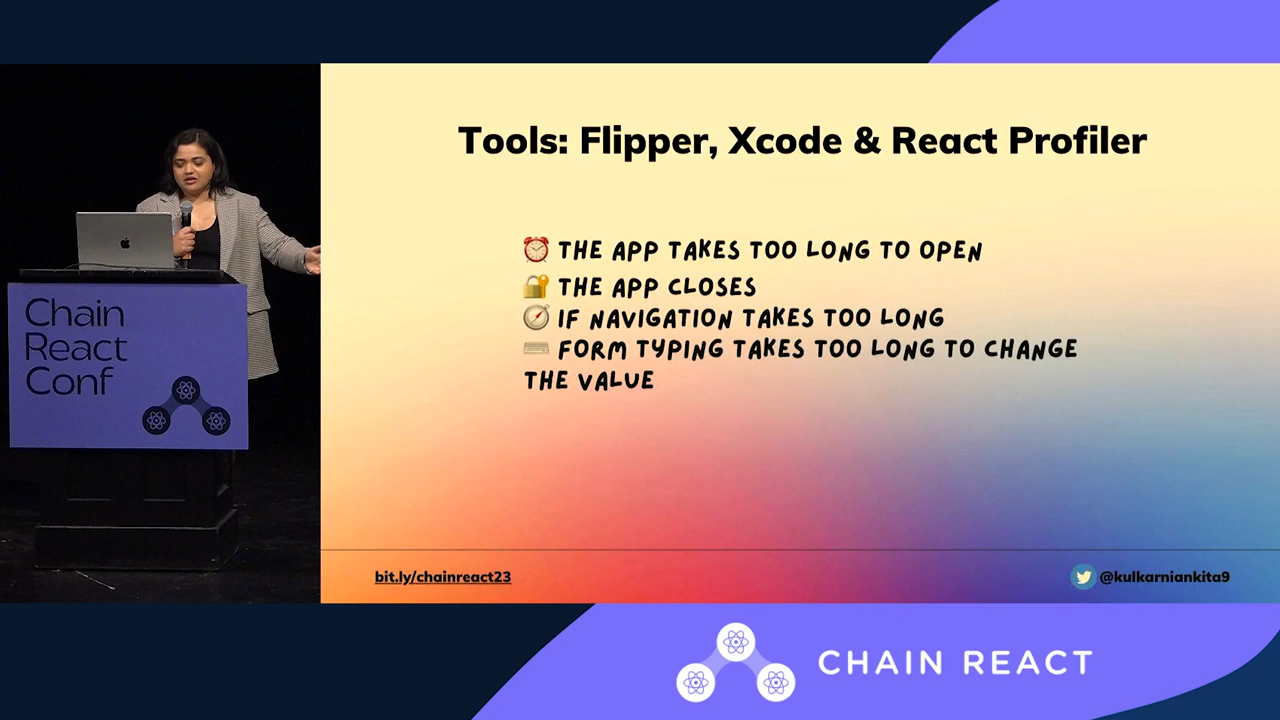 Tools: Flipper, Xcode & React Profiler
⏰ THE APP TAKES TOO LONG TO OPEN
🔐 THE APP CLOSES
🧭 IF NAVIGATION TAKES TOO LONG
⌨️ FORM TYPING TAKES TOO LONG TO CHANGE
THE VALUE
Chain
React
Conf
bit.ly/chainreact23
@kulkarniankita9
CHAIN REACT